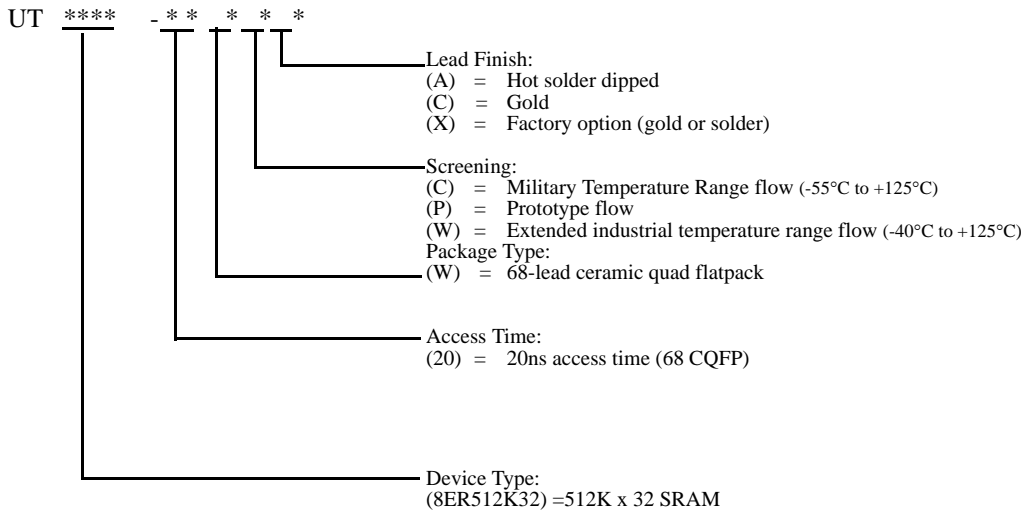 UT **** - * * * * *
Lead Finish:
(A) = Hot solder dipped
(C) = Gold
(X) = Factory option (gold or solder)
Screening:
(C) = Military Temperature Range flow (-55°C to +125°C)
(P) = Prototype flow
(W) = Extended industrial temperature range flow (-40°C to +125°C)
Package Type:
(W) = 68-lead ceramic quad flatpack
Access Time:
(20) = 20ns access time (68 CQFP)
Device Type:
(8ER512K32) =512K x 32 SRAM